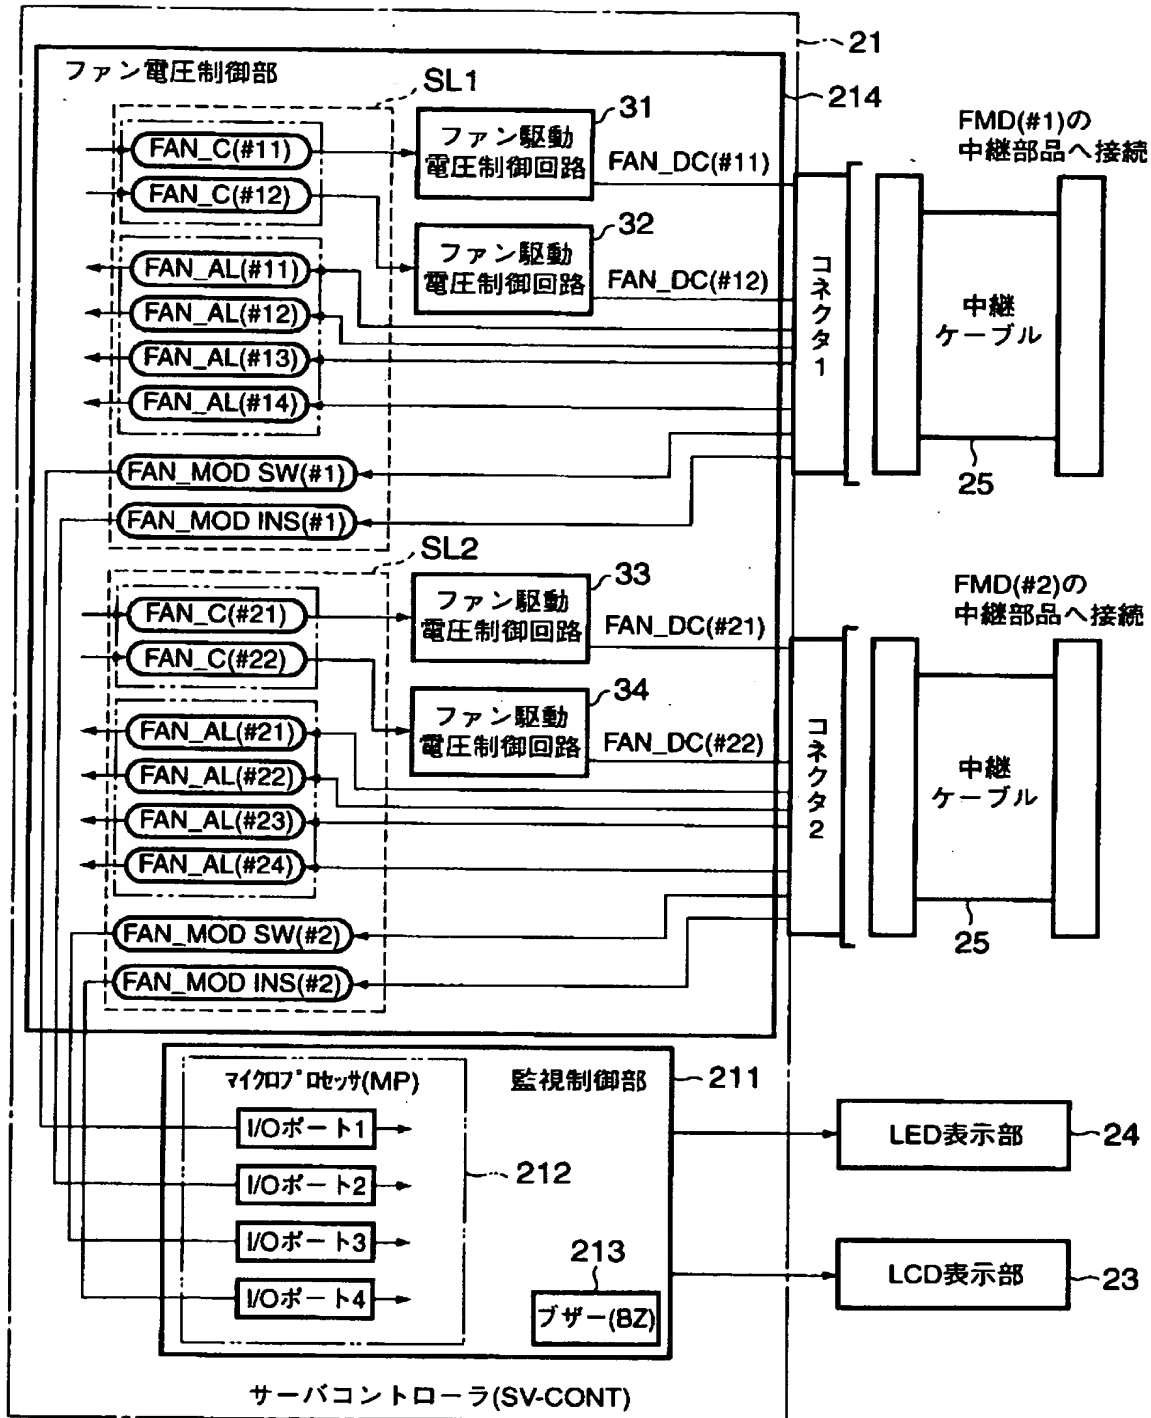 21
ファン電圧制御部
214
SL1
31
ファン駆動
電圧制御回路
FAN_DC(#11)
FMD(#1)の
中継部品へ接続
FAN_C(#11)
FAN_C(#12)
32
ファン駆動
電圧制御回路
FAN_DC(#12)
FAN_AL(#11)
FAN_AL(#12)
FAN_AL(#13)
FAN_AL(#14)
コネクタ1
中継
ケーブル
25
FAN_MOD SW(#1)
FAN_MOD INS(#1)
SL2
33
ファン駆動
電圧制御回路
FAN_DC(#21)
FMD(#2)の
中継部品へ接続
FAN_C(#21)
FAN_C(#22)
34
ファン駆動
電圧制御回路
FAN_DC(#22)
FAN_AL(#21)
FAN_AL(#22)
FAN_AL(#23)
FAN_AL(#24)
コネクタ2
中継
ケーブル
25
FAN_MOD SW(#2)
FAN_MOD INS(#2)
マイクロプロセッサ(MP)
監視制御部
211
I/Oポート1
I/Oポート2
I/Oポート3
I/Oポート4
212
213
ブザー(BZ)
LED表示部
24
LCD表示部
23
サーバコントローラ(SV-CONT)